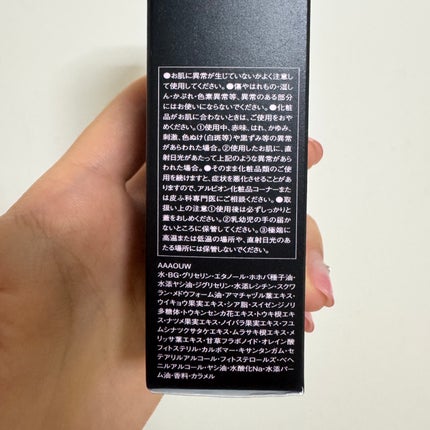 ●お肌に異常が生じていないかよく注意し
て使用してください。●傷やはれもの・湿し
ん・かぶれ・色素異常等、異常のある部分
にはお使いにならないでください。●化粧
品がお肌に合わないときは、ご使用をおや
めください。①使用中、赤味、はれ、かゆみ、
刺激、色ぬけ(白斑等)や黒ずみ等の異常
があらわれた場合。②使用したお肌に、直
射日光があたって上記のような異常があら
われた場合。●そのまま化粧品類のご使
用を続けますと、症状を悪化させることがあ
りますので、アルビオン化粧品コーナーまた
は皮ふ科専門医にご相談ください。●取
扱い上の注意①使用後は必ずしっかりと
蓋をおしめください。②乳幼児の手の届か
ないところに保管してください。③極端に
高温または低温の場所や、直射日光のあ
たる場所には保管しないでください。
AAAOUW
水・BG・グリセリン・エタノール・ホホバ種子油・
水添ヤシ油・ジグリセリン・水添レシチン・スクワ
ラン・メドウフォーム油・アマチャヅル葉エキス・
ウイキョウ果実エキス・シア脂・スイゼンジノリ
多糖体・トウキンセンカ花エキス・トウキ根エキ
ス・ナツメ果実エキス・ノイバラ果実エキス・フユ
ムシナツクサタケエキス・ムラサキ根エキス・メ
リッサ葉エキス・甘草フラボノイド・オレイン酸
フィトステリル・カルボマー・キサンタンガム・セ
テアリルアルコール・フィトステロールズ・ベヘ
ニルアルコール・ヤシ油・水酸化Na・水添パー
ム油・香料・カラメル